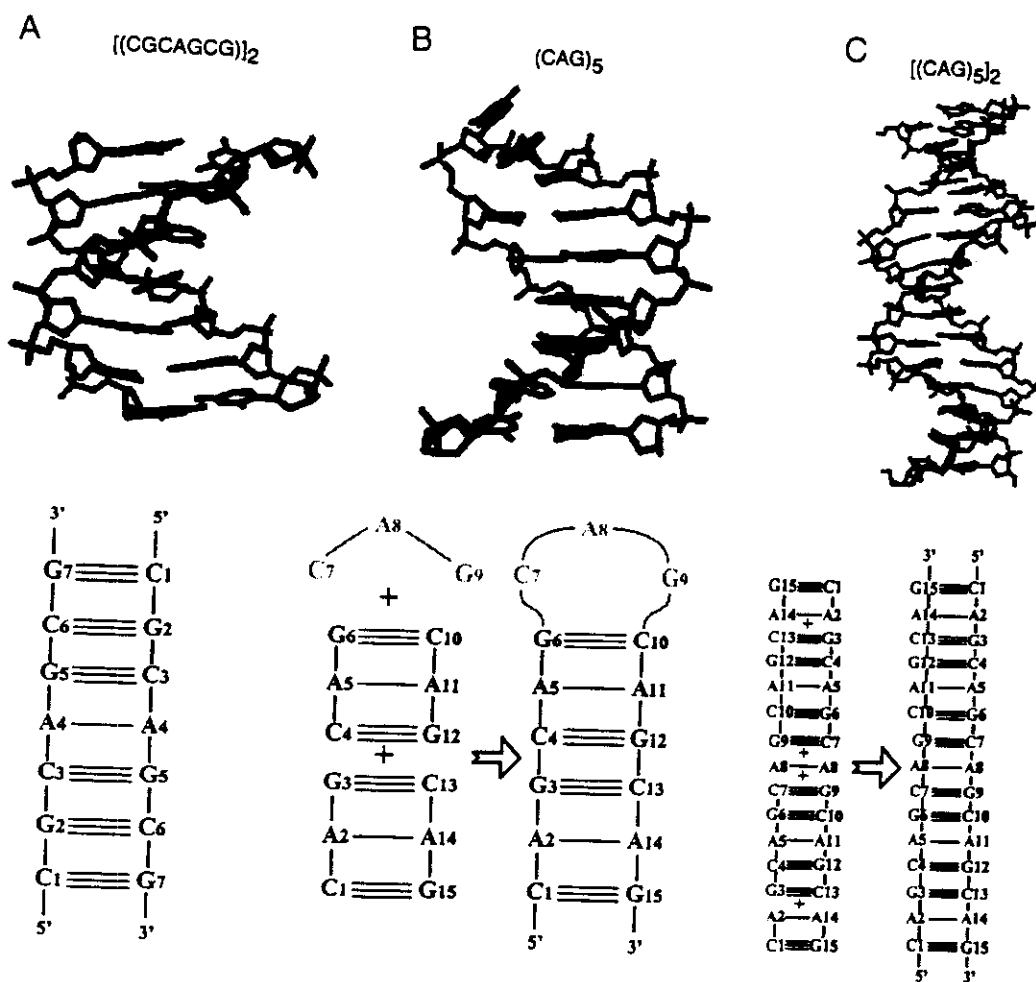 A
[(CGCAGCG)]2
B
(CAG)5
C
[(CAG)5]2
3' 5'
G7 C1
C6 G2
G5 C3
A4 A4
C3 G5
G2 C6
C1 G7
5' 3'
A8
C7 G9
+
G6 C10
A5 A11
C4 G12
+
G3 C13
A2 A14
C1 G15
A8
C7 G9
G6 C10
A5 A11
C4 G12
G3 C13
A2 A14
C1 G15
5' 3'
G15 C1
A14 A2
+
C13 G3
G12 C4
A11 A5
C10 G6
G9 C7
+
A8 A8
+
C7 G9
G6 C10
A5 A11
C4 G12
G3 C13
+
A2 A14
C1 G15
3' 5'
G15 C1
A14 A2
C13 G3
G12 C4
A11 A5
C10 G6
G9 C7
A8 A8
C7 G9
G6 C10
A5 A11
C4 G12
G3 C13
A2 A14
C1 G15
5' 3'